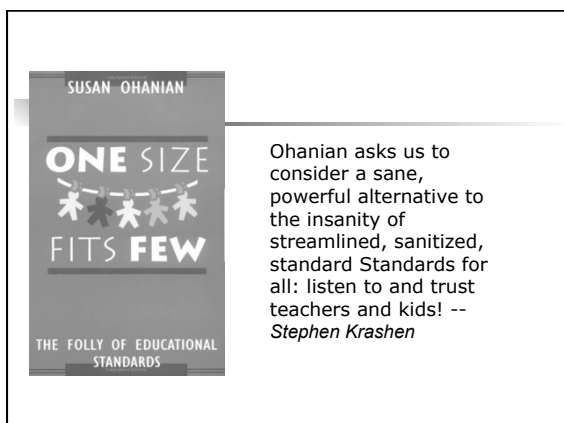 SUSAN OHANIAN
ONE SIZE
FITS FEW
THE FOLLY OF EDUCATIONAL
STANDARDS
Ohanian asks us to
consider a sane,
powerful alternative to
the insanity of
streamlined, sanitized,
standard Standards for
all: listen to and trust
teachers and kids! --
Stephen Krashen